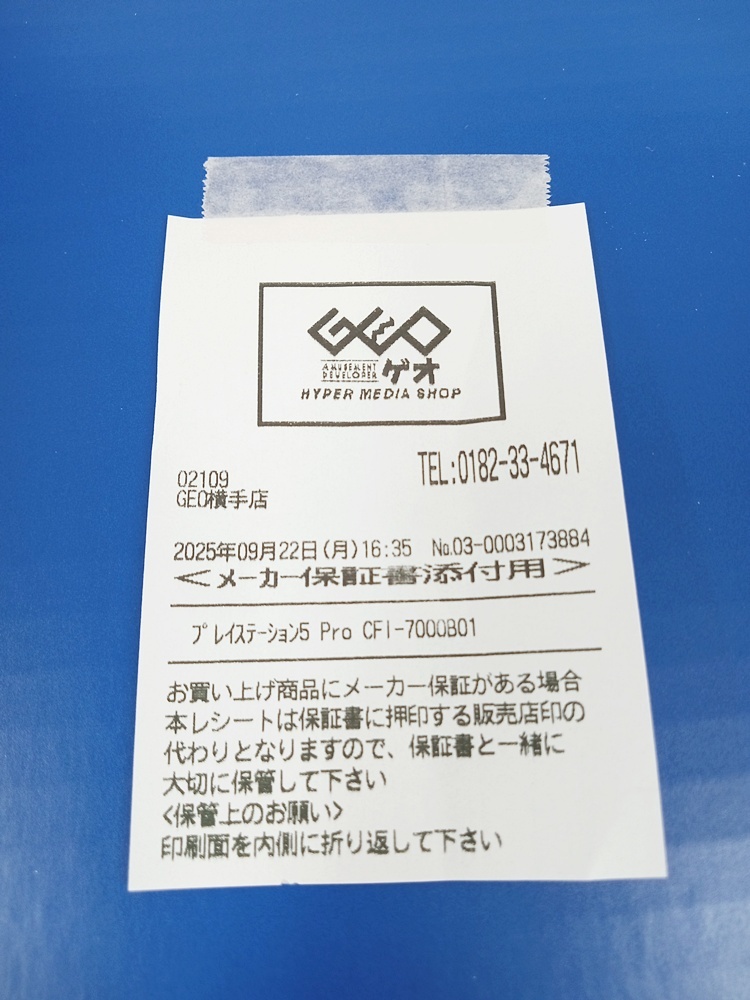 GEO
AMUSEMENT
DEVELOPER ゲオ
HYPER MEDIA SHOP
TEL:0182-33-4671
02109
GEO横手店
2025年09月22日(月)16:35 №03-0003173884
<メーカー保証書添付用>
プレイステーション5 Pro CFI-7000B01
お買い上げ商品にメーカー保証がある場合
本レシートは保証書に押印する販売店印の
代わりとなりますので、保証書と一緒に
大切に保管して下さい
<保管上のお願い>
印刷面を内側に折り返して下さい